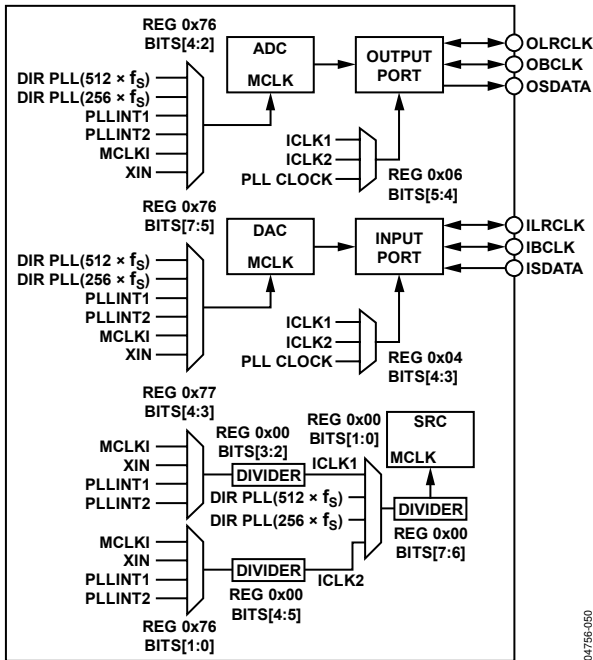 REG 0x76
BITS[4:2]
DIR PLL(512 × fS)
DIR PLL(256 × fS)
PLLINT1
PLLINT2
MCLKI
XIN
ADC
MCLK
OUTPUT
PORT
OLRCLK
OBCLK
OSDATA
ICLK1
ICLK2
PLL CLOCK
REG 0x06
BITS[5:4]
REG 0x76
BITS[7:5]
DIR PLL(512 × fS)
DIR PLL(256 × fS)
PLLINT1
PLLINT2
MCLKI
XIN
DAC
MCLK
INPUT
PORT
ILRCLK
IBCLK
ISDATA
ICLK1
ICLK2
PLL CLOCK
REG 0x04
BITS[4:3]
REG 0x77
BITS[4:3]
MCLKI
XIN
PLLINT1
PLLINT2
REG 0x00
BITS[3:2]
DIVIDER
ICLK1
REG 0x00
BITS[1:0]
DIR PLL(512 × fS)
DIR PLL(256 × fS)
SRC
MCLK
DIVIDER
REG 0x00
BITS[7:6]
MCLKI
XIN
PLLINT1
PLLINT2
REG 0x76
BITS[1:0]
DIVIDER
ICLK2
REG 0x00
BITS[4:5]
04756-050